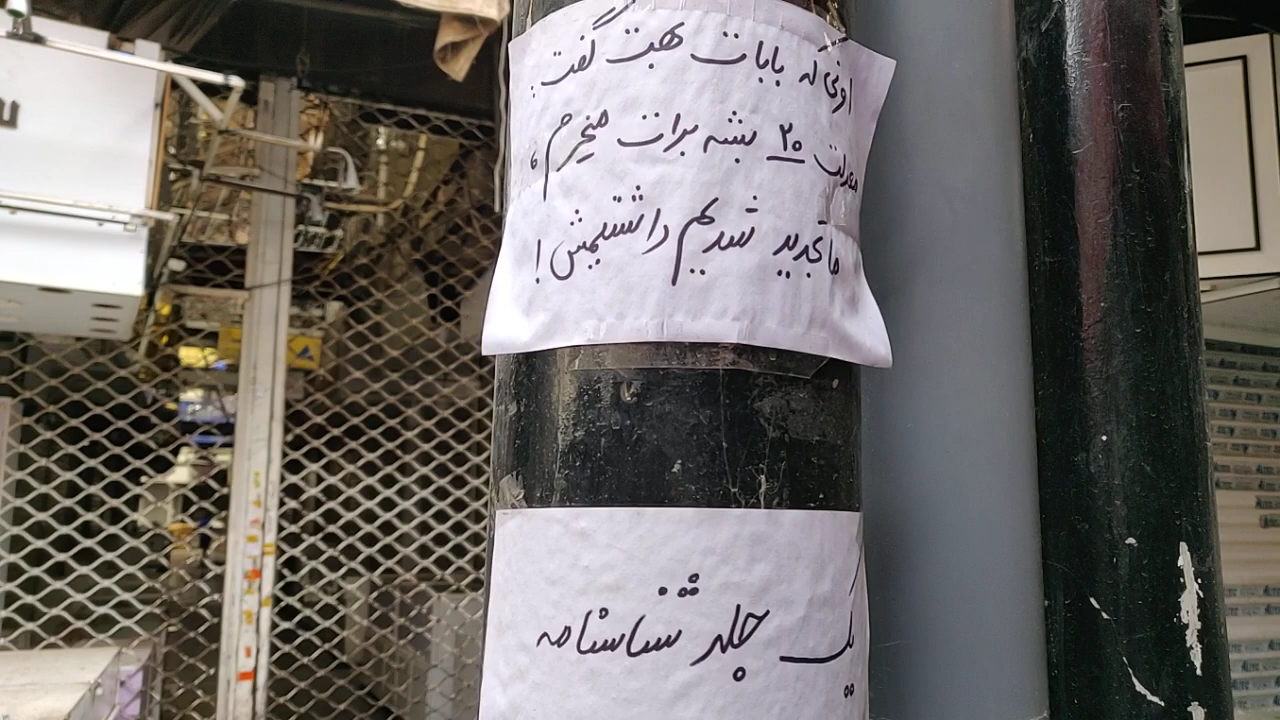 اونی که بابات بهت گفت:
معدلت ۲۰ بشه برات میخرم،
ما تجدید شدیم داشتیمش!
یک جلد شناسنامه